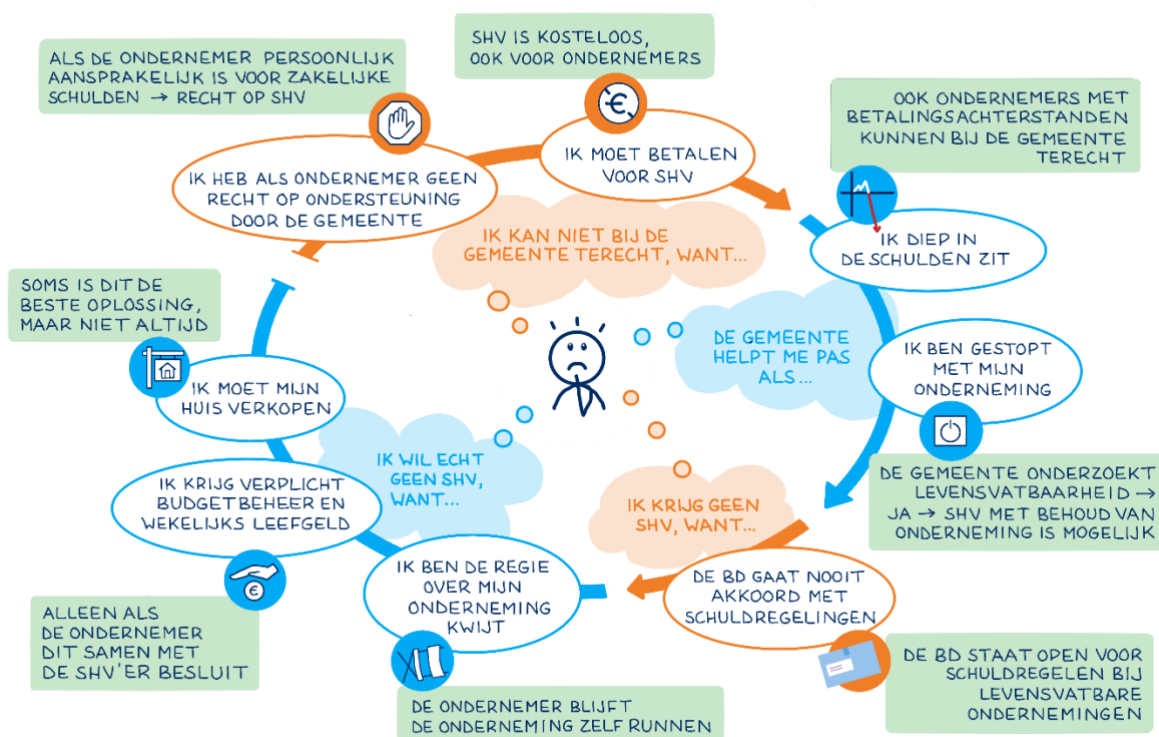 ALS DE ONDERNEMER PERSOONLIJK
AANSPRAKELIJK IS VOOR ZAKELIJKE
SCHULDEN → RECHT OP SHV
IK HEB ALS ONDERNEMER GEEN
RECHT OP ONDERSTEUNING
DOOR DE GEMEENTE
SHV IS KOSTELOOS,
OOK VOOR ONDERNEMERS
€
IK MOET BETALEN
VOOR SHV
IK KAN NIET BIJ DE
GEMEENTE TERECHT, WANT...
OOK ONDERNEMERS MET
BETALINGSACHTERSTANDEN
KUNNEN BIJ DE GEMEENTE
TERECHT
IK DIEP IN
DE SCHULDEN ZIT
DE GEMEENTE
HELPT ME PAS
ALS...
IK BEN GESTOPT
MET MIJN
ONDERNEMING
DE GEMEENTE ONDERZOEKT
LEVENSVATBAARHEID →
JA → SHV MET BEHOUD VAN
ONDERNEMING IS MOGELIJK
IK KRIJG GEEN
SHV, WANT...
DE BD GAAT NOOIT
AKKOORD MET
SCHULDREGELINGEN
DE BD STAAT OPEN VOOR
SCHULDREGELEN BIJ
LEVENSVATBARE
ONDERNEMINGEN
IK WIL ECHT
GEEN SHV,
WANT...
IK BEN DE REGIE
OVER MIJN
ONDERNEMING
KWIJT
DE ONDERNEMER BLIJFT
DE ONDERNEMING ZELF RUNNEN
IK KRIJG VERPLICHT
BUDGETBEHEER EN
WEKELIJKS LEEFGELD
€
ALLEEN ALS
DE ONDERNEMER
DIT SAMEN MET
DE SHV'ER BESLUIT
SOMS IS DIT DE
BESTE OPLOSSING,
MAAR NIET ALTIJD
IK MOET MIJN
HUIS VERKOPEN